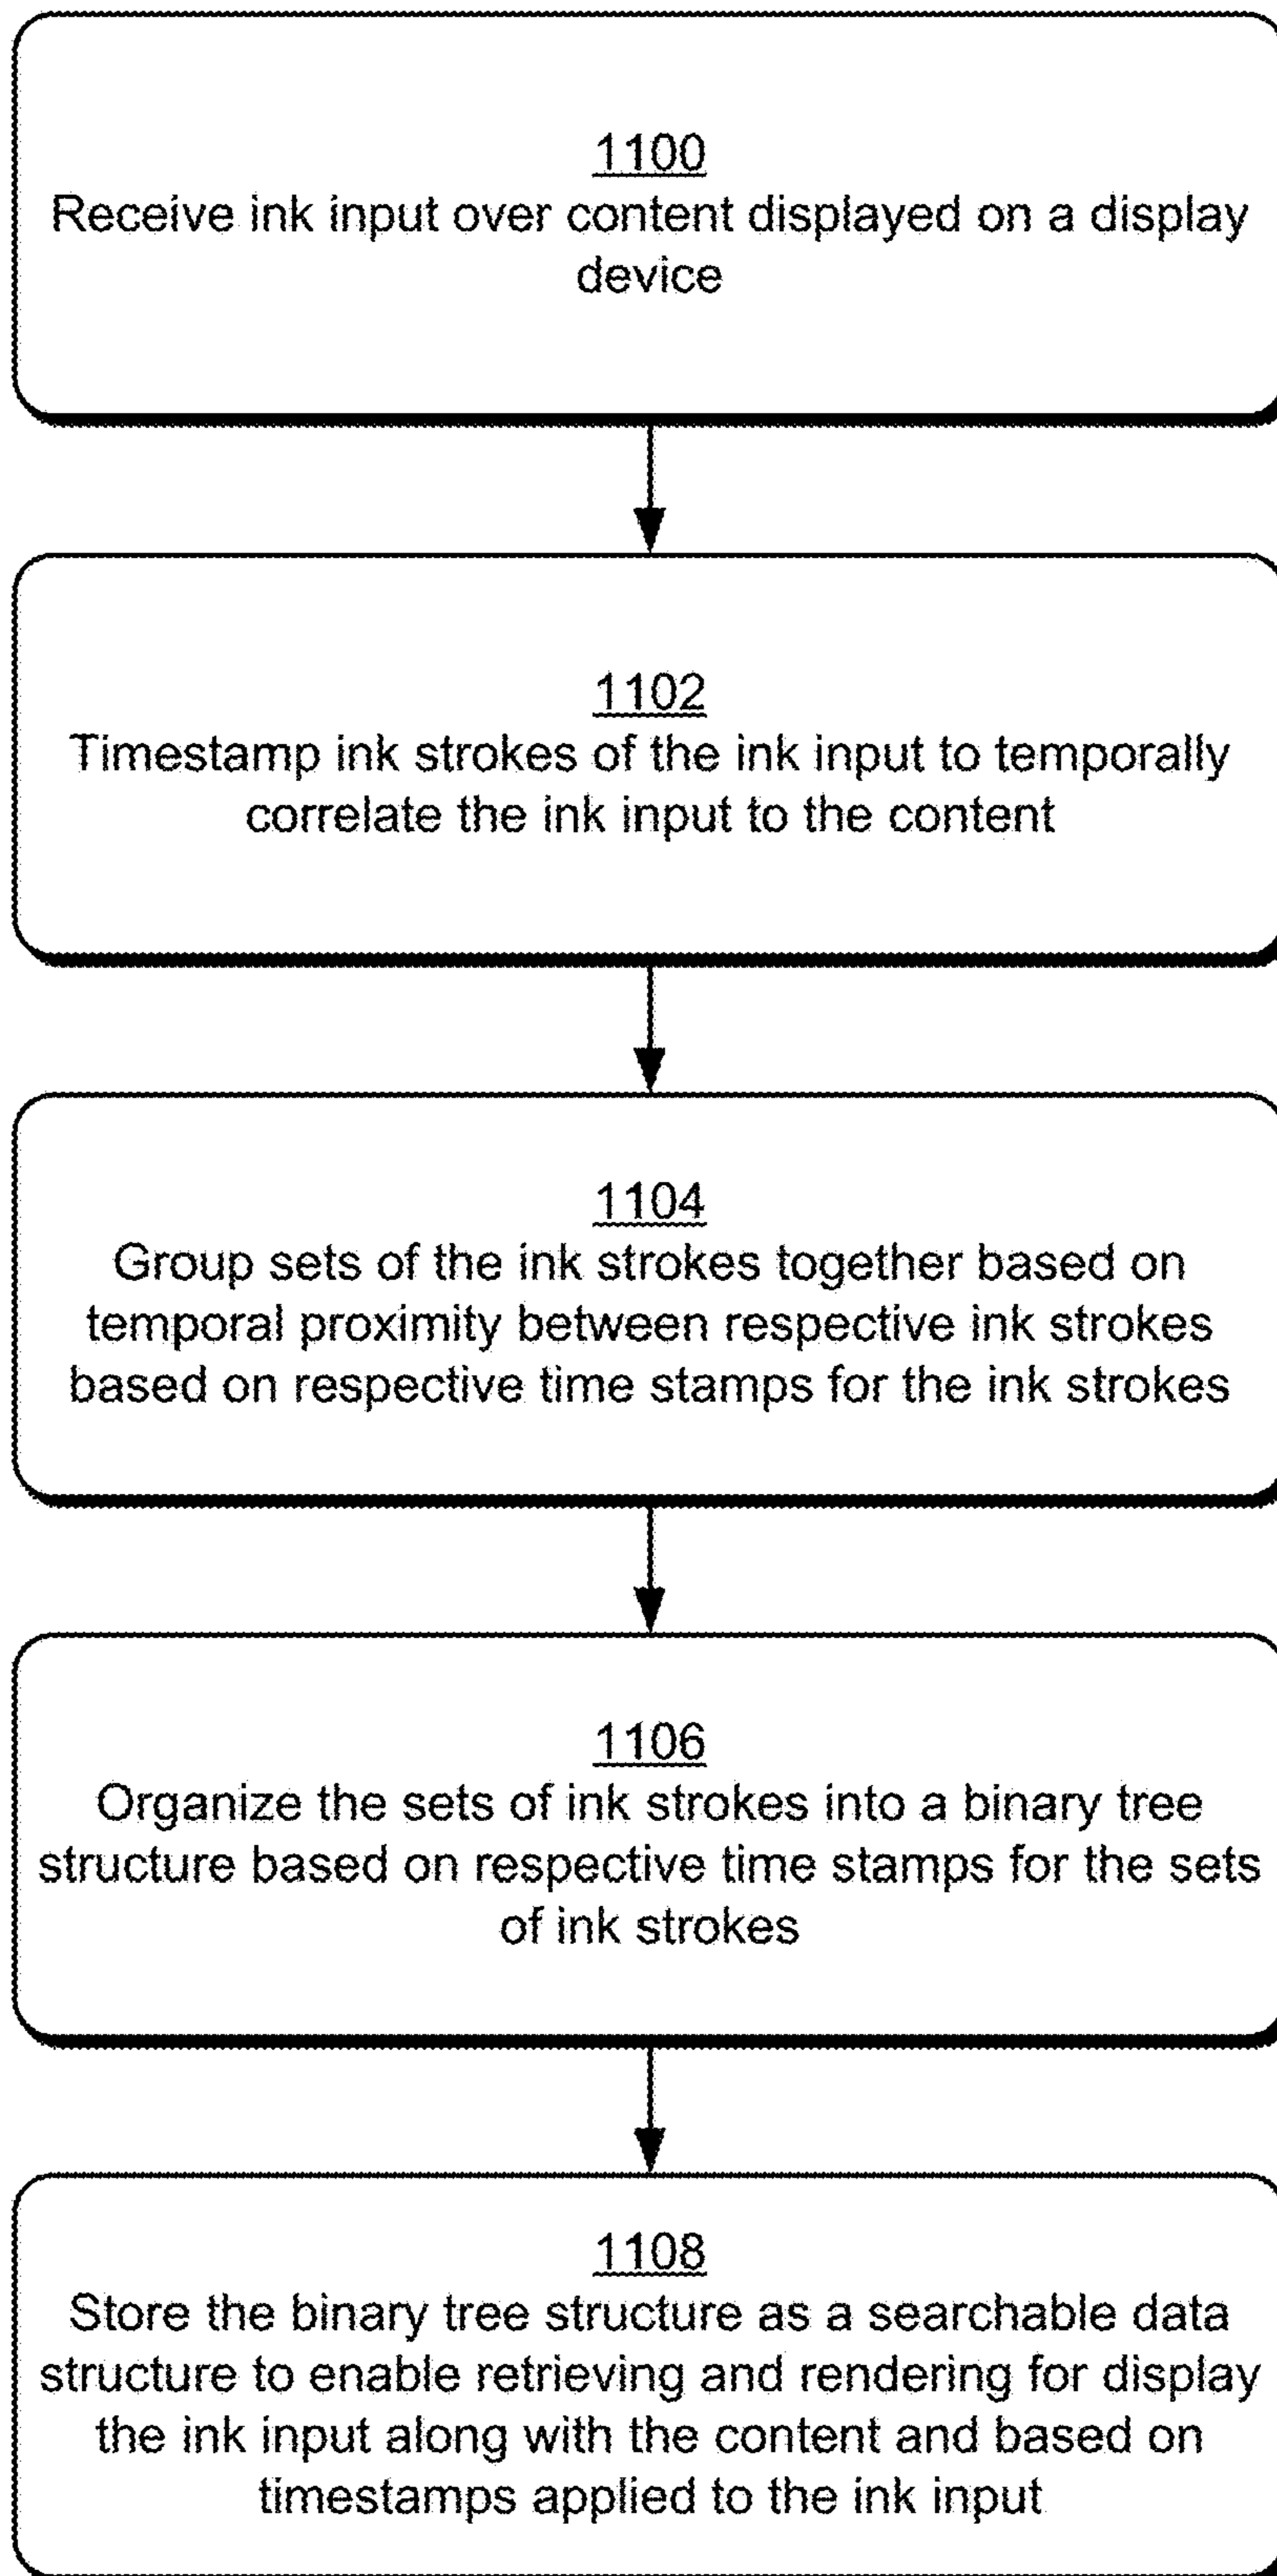 1100
Receive ink input over content displayed on a display
device
1102
Timestamp ink strokes of the ink input to temporally
correlate the ink input to the content
1104
Group sets of the ink strokes together based on
temporal proximity between respective ink strokes
based on respective time stamps for the ink strokes
1106
Organize the sets of ink strokes into a binary tree
structure based on respective time stamps for the sets
of ink strokes
1108
Store the binary tree structure as a searchable data
structure to enable retrieving and rendering for display
the ink input along with the content and based on
timestamps applied to the ink input